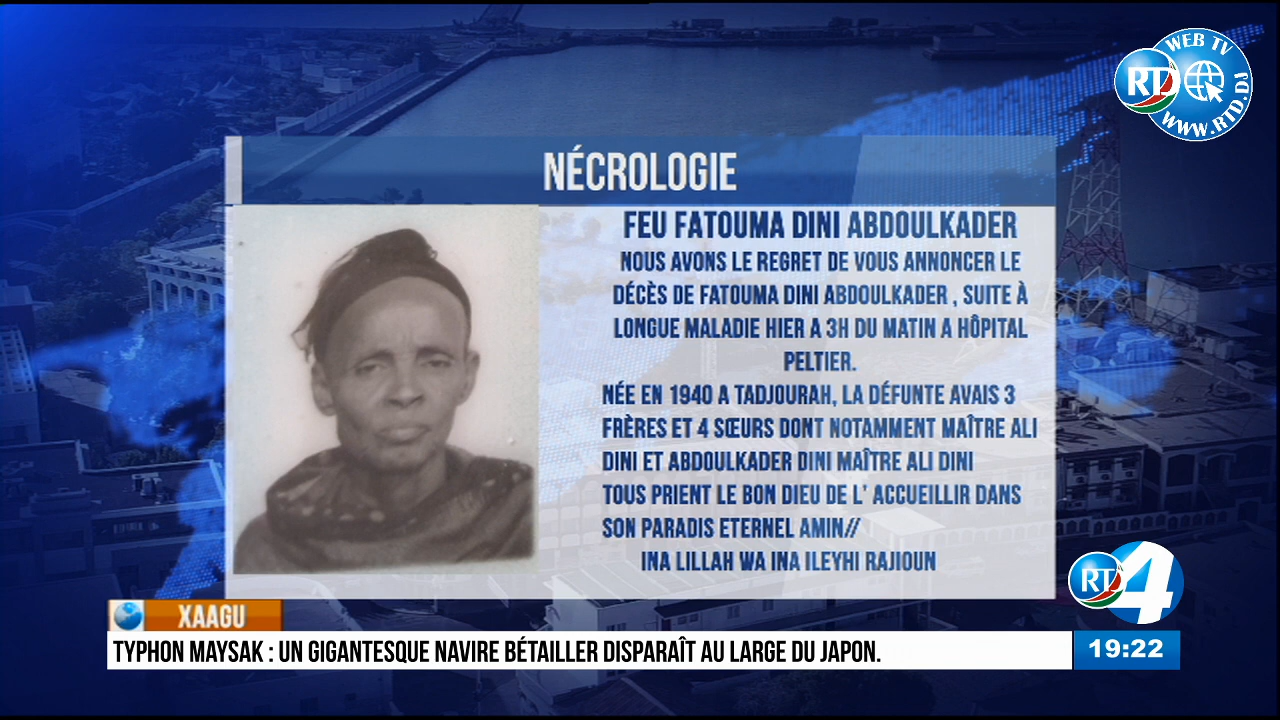 WEB TV
RTD
WWW.RTD.DJ
NÉCROLOGIE
FEU FATOUMA DINI ABDOULKADER
NOUS AVONS LE REGRET DE VOUS ANNONCER LE
DÉCÈS DE FATOUMA DINI ABDOULKADER , SUITE À
LONGUE MALADIE HIER A 3H DU MATIN A HÔPITAL
PELTIER.
NÉE EN 1940 A TADJOURAH, LA DÉFUNTE AVAIS 3
FRÈRES ET 4 SŒURS DONT NOTAMMENT MAÎTRE ALI
DINI ET ABDOULKADER DINI MAÎTRE ALI DINI
TOUS PRIENT LE BON DIEU DE L' ACCUEILLIR DANS
SON PARADIS ETERNEL AMIN//
INA LILLAH WA INA ILEYHI RAJIOUN
RTD 4
XAAGU
TYPHON MAYSAK : UN GIGANTESQUE NAVIRE BÉTAILLER DISPARAÎT AU LARGE DU JAPON.
19:22